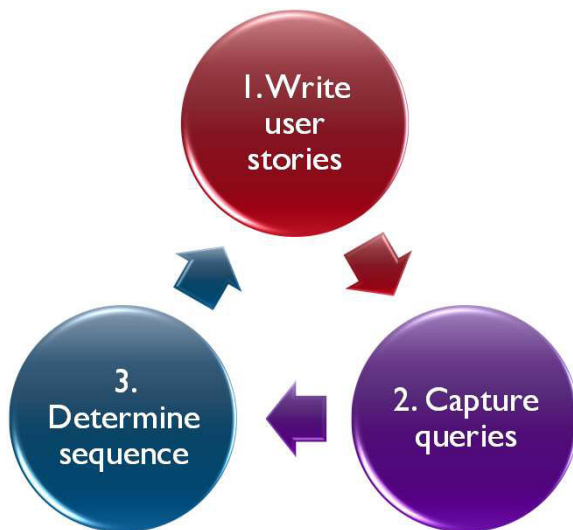 1. Write
user
stories
2. Capture
queries
3.
Determine
sequence